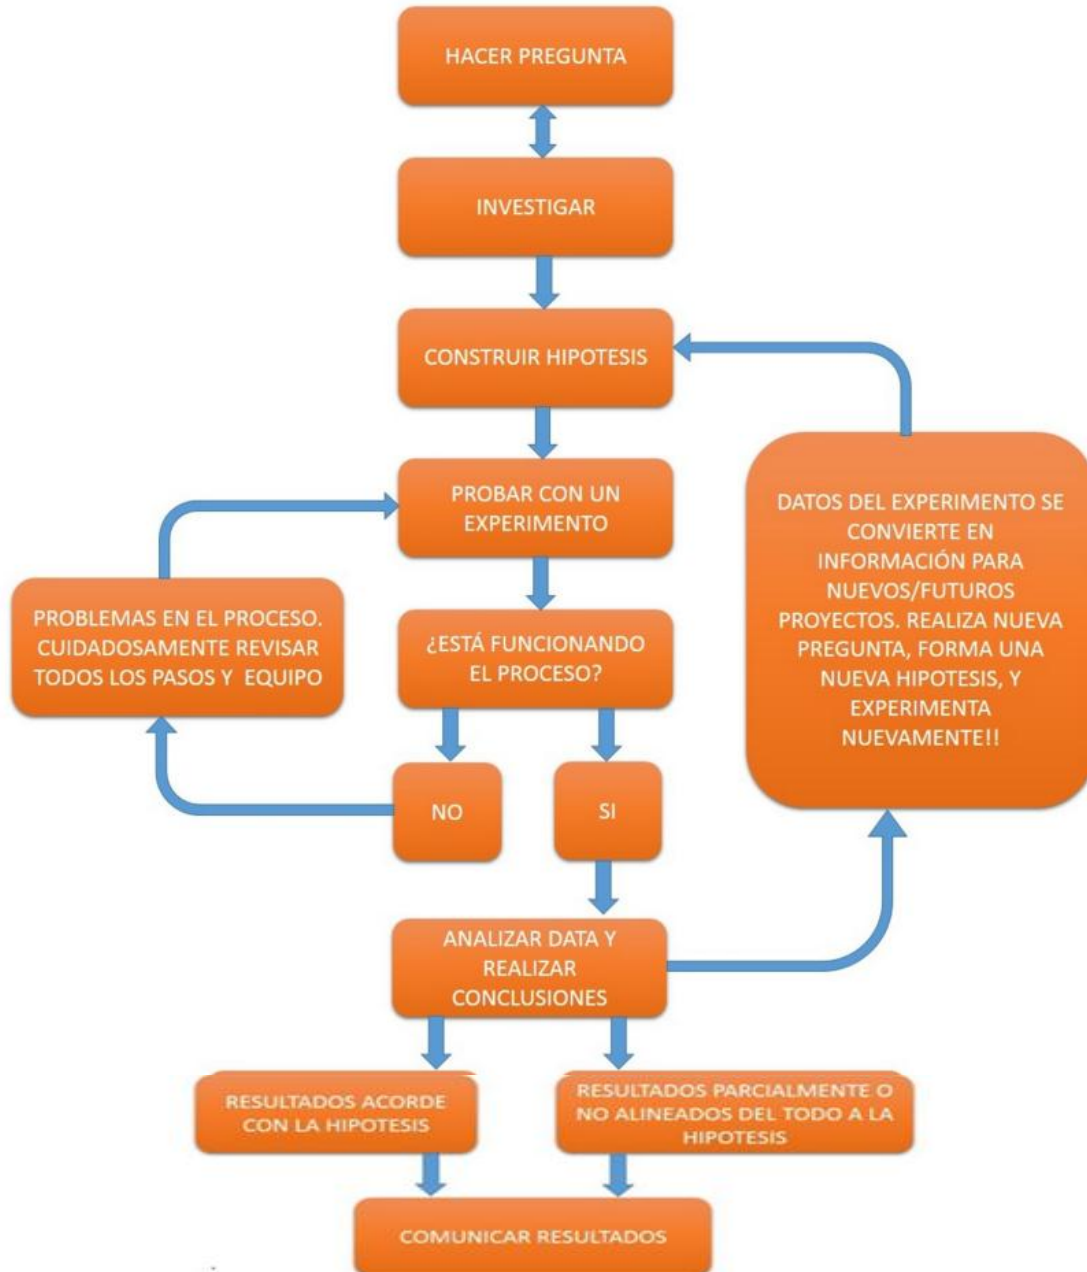 HACER PREGUNTA
INVESTIGAR
CONSTRUIR HIPOTESIS
PROBAR CON UN
EXPERIMENTO
DATOS DEL EXPERIMENTO SE
CONVIERTE EN
INFORMACIÓN PARA
NUEVOS/FUTUROS
PROYECTOS. REALIZA NUEVA
PREGUNTA, FORMA UNA
NUEVA HIPOTESIS, Y
EXPERIMENTA
NUEVAMENTE!!
PROBLEMAS EN EL PROCESO.
CUIDADOSAMENTE REVISAR
TODOS LOS PASOS Y EQUIPO
¿ESTÁ FUNCIONANDO
EL PROCESO?
NO
SI
ANALIZAR DATA Y
REALIZAR
CONCLUSIONES
RESULTADOS ACORDE
CON LA HIPOTESIS
RESULTADOS PARCIALMENTE O
NO ALINEADOS DEL TODO A LA
HIPOTESIS
COMUNICAR RESULTADOS